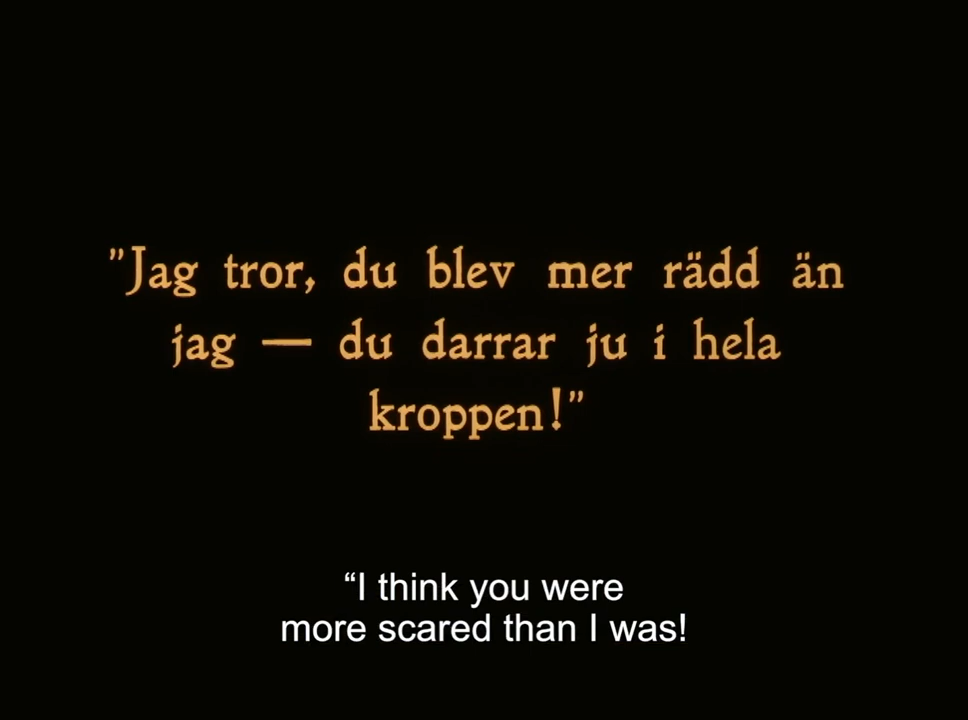 "Jag tror, du blev mer rädd än
jag — du darrar ju i hela
kroppen!"
“I think you were
more scared than I was!